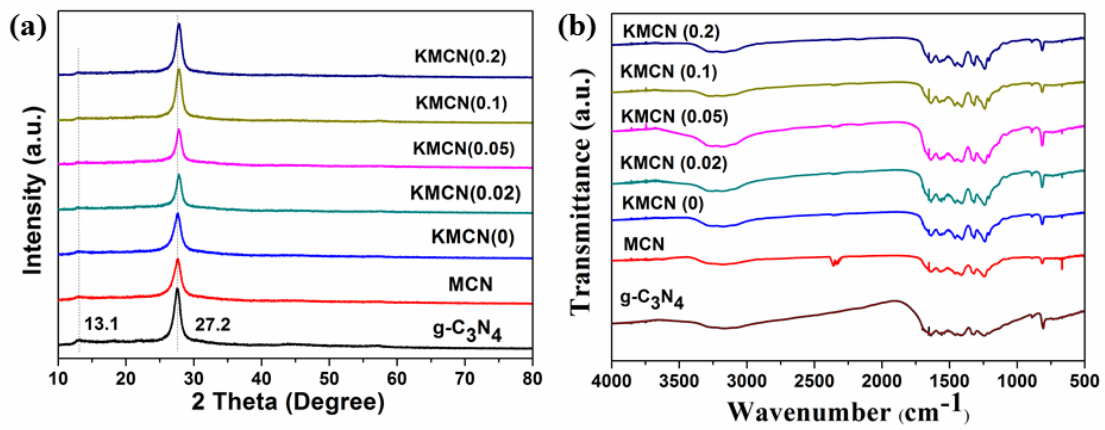 (a)
KMCN(0.2)
KMCN(0.1)
KMCN(0.05)
KMCN(0.02)
KMCN(0)
MCN
g-C₃N₄
13.1
27.2
Intensity (a.u.)
10 20 30 40 50 60 70 80
2 Theta (Degree)
(b)
KMCN (0.2)
KMCN (0.1)
KMCN (0.05)
KMCN (0.02)
KMCN (0)
MCN
g-C₃N₄
Transmittance (a.u.)
4000 3500 3000 2500 2000 1500 1000 500
Wavenumber (cm⁻¹)